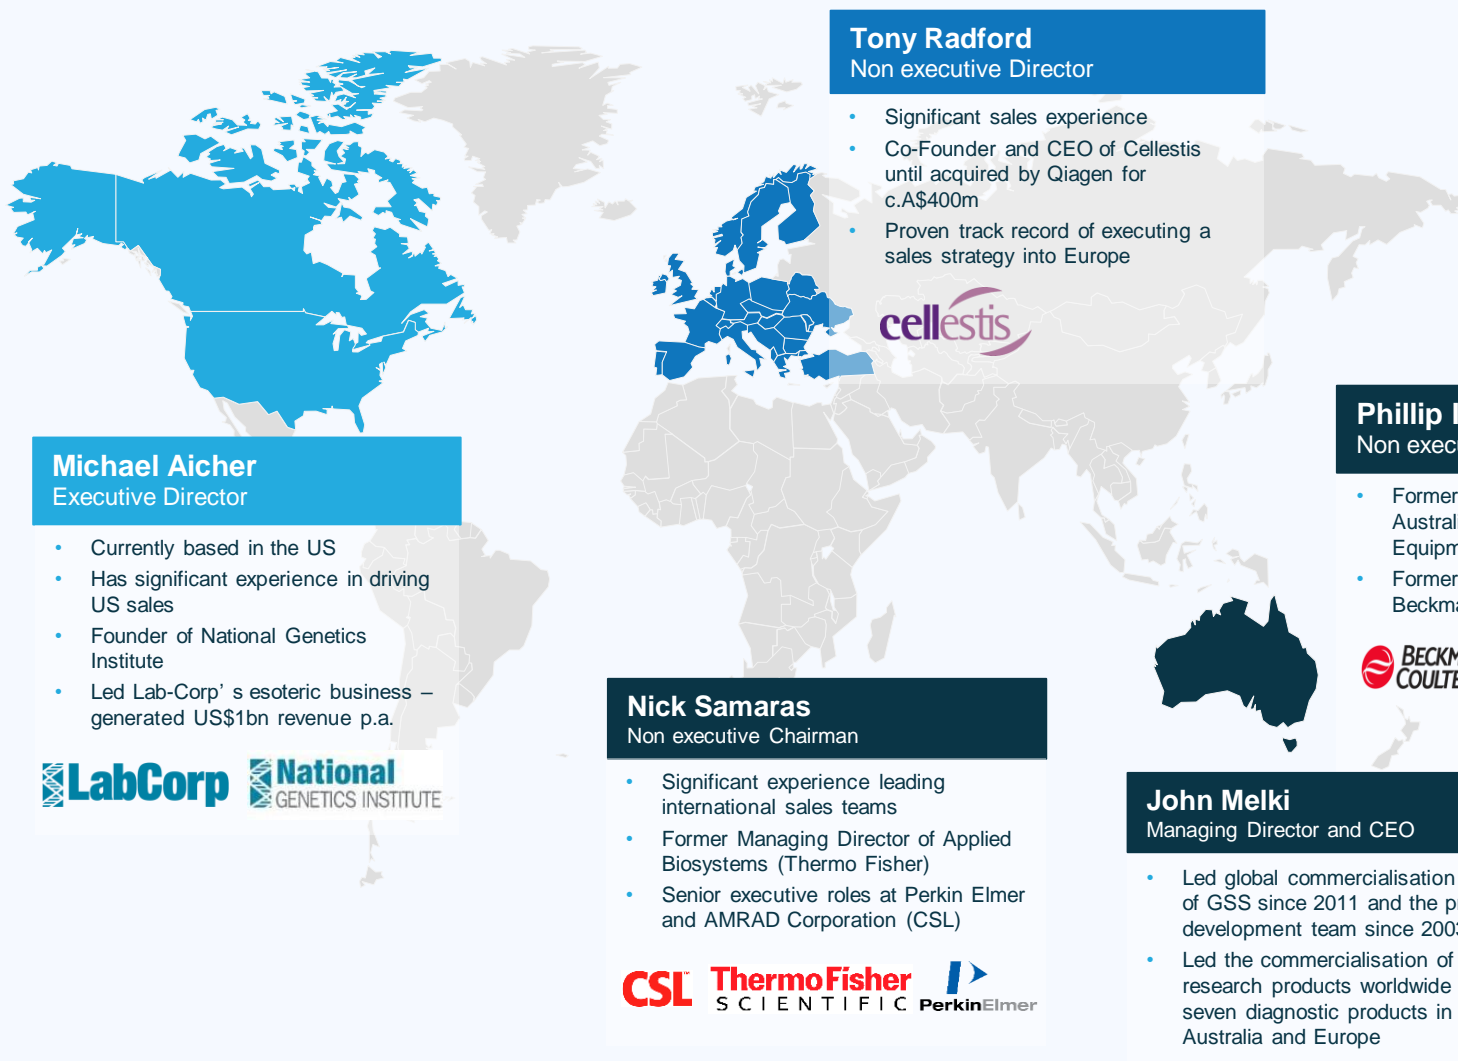 Tony Radford
Non executive Director
• Significant sales experience
• Co-Founder and CEO of Cellestis
until acquired by Qiagen for
c.A$400m
• Proven track record of executing a
sales strategy into Europe
cellestis
Michael Aicher
Executive Director
• Currently based in the US
• Has significant experience in driving
US sales
• Founder of National Genetics
Institute
• Led Lab-Corp’ s esoteric business –
generated US$1bn revenue p.a.
LabCorp
National
GENETICS INSTITUTE
Nick Samaras
Non executive Chairman
• Significant experience leading
international sales teams
• Former Managing Director of Applied
Biosystems (Thermo Fisher)
• Senior executive roles at Perkin Elmer
and AMRAD Corporation (CSL)
CSL™
ThermoFisher
SCIENTIFIC
PerkinElmer
Phillip
Non
• Former
•  Former
John Melki
Managing Director and CEO
• Led global commercialisation
of GSS since 2011 and the
development team since
• Led the commercialisation of
research products worldwide
seven diagnostic products in
Australia and Europe